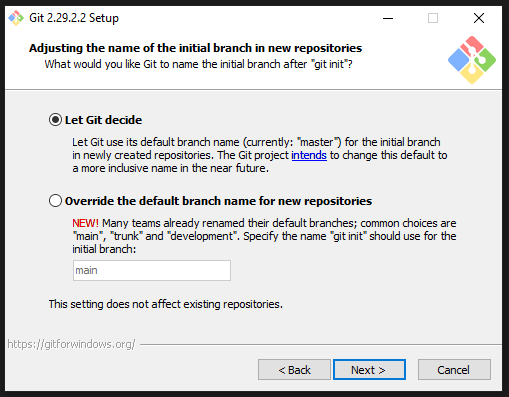 Git 2.29.2.2 Setup
Adjusting the name of the initial branch in new repositories
What would you like Git to name the initial branch after "git init"?
Let Git decide
Let Git use its default branch name (currently: "master") for the initial branch
in newly created repositories. The Git project intends to change this default to
a more inclusive name in the near future.
Override the default branch name for new repositories
NEW! Many teams already renamed their default branches; common choices are
"main", "trunk" and "development". Specify the name "git init" should use for the
initial branch:
main
This setting does not affect existing repositories.
https://gitforwindows.org/
< Back
Next >
Cancel